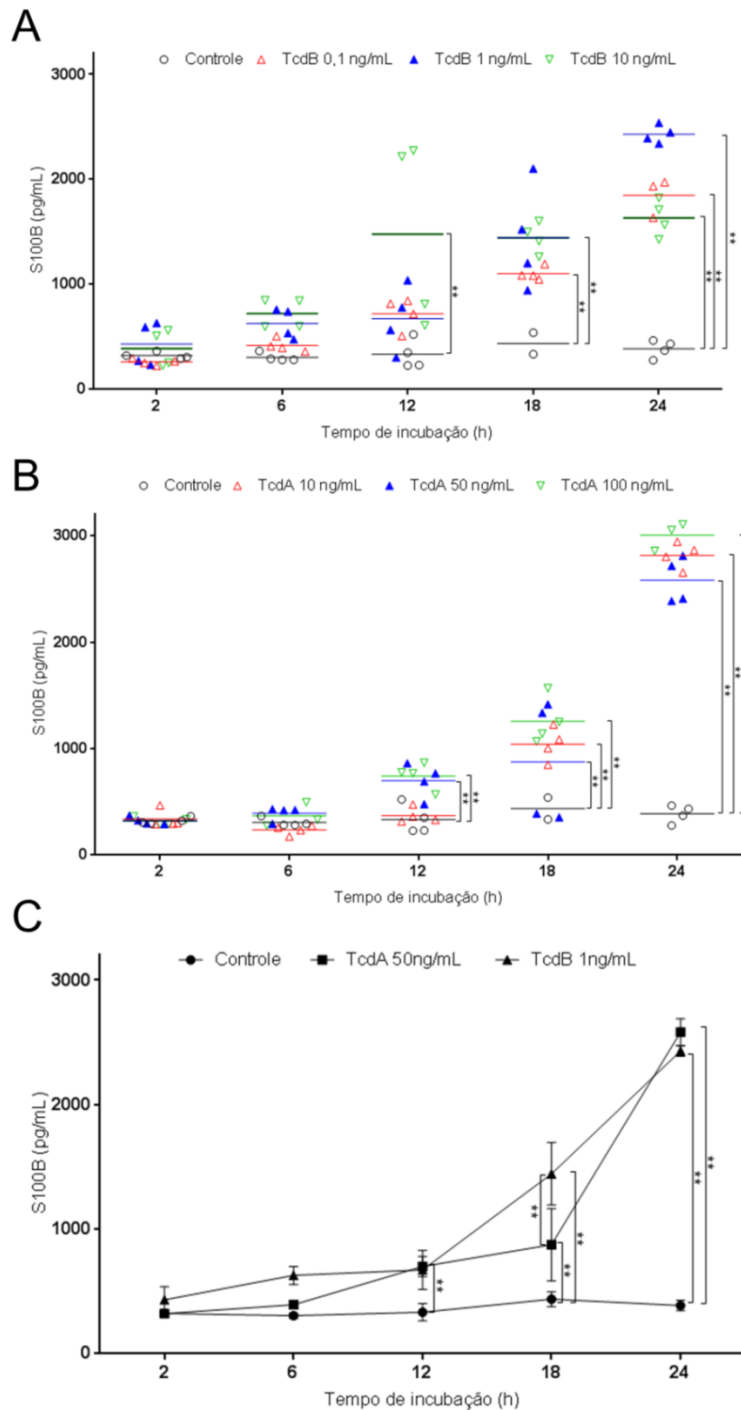 A
Controle TcdB 0,1 ng/mL TcdB 1 ng/mL TcdB 10 ng/mL
3000
2000
1000
0
S100B (pg/mL)
** ** ** ** ** **
2 6 12 18 24
Tempo de incubação (h)
B
Controle TcdA 10 ng/mL TcdA 50 ng/mL TcdA 100 ng/mL
3000
2000
1000
0
S100B (pg/mL)
** ** ** ** ** ** **
2 6 12 18 24
Tempo de incubação (h)
C
Controle TcdA 50ng/mL TcdB 1ng/mL
3000
2000
1000
0
S100B (pg/mL)
** ** ** ** ** **
2 6 12 18 24
Tempo de incubação (h)